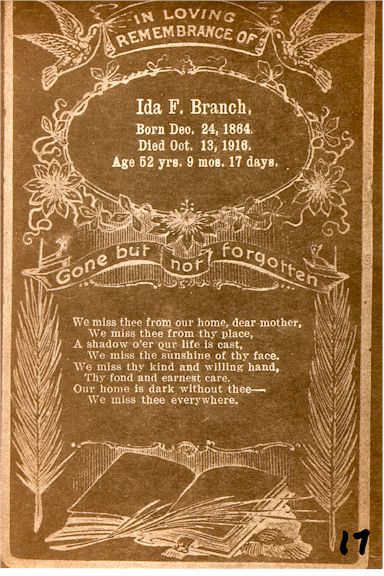 IN LOVING
REMEMBRANCE OF
Ida F. Branch,
Born Dec. 24, 1864.
Died Oct. 13, 1916.
Age 52 yrs. 9 mos. 17 days.
Gone but not forgotten
We miss thee from our home, dear mother,
We miss thee from thy place,
A shadow o'er our life is cast,
We miss the sunshine of thy face.
We miss thy kind and willing hand,
Thy fond and earnest care.
Our home is dark without thee—
We miss thee everywhere.
17